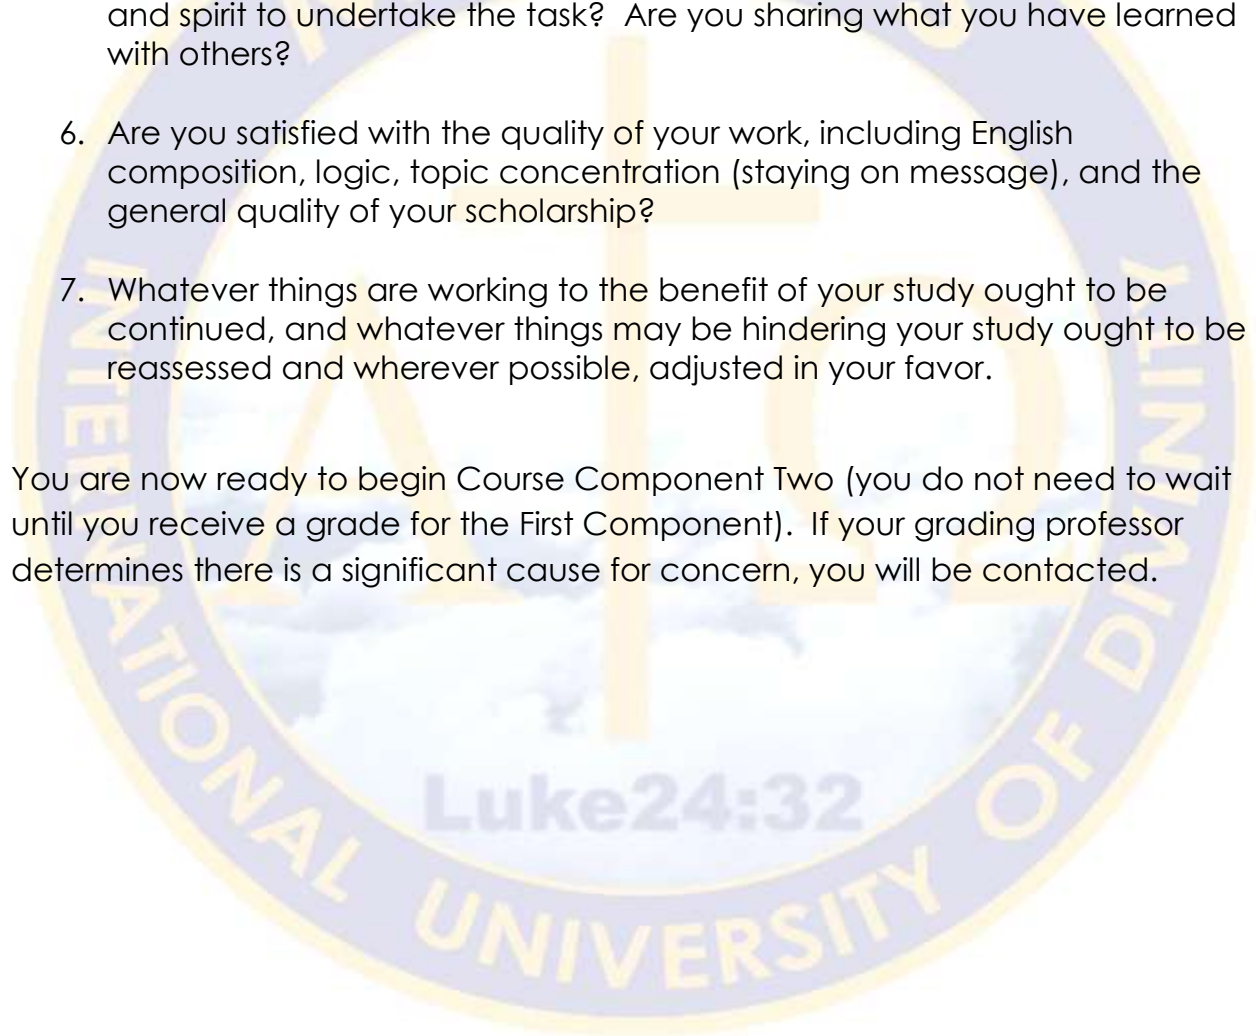 and spirit to undertake the task?  Are you sharing what you have learned
with others?
6. Are you satisfied with the quality of your work, including English
composition, logic, topic concentration (staying on message), and the
general quality of your scholarship?
7. Whatever things are working to the benefit of your study ought to be
continued, and whatever things may be hindering your study ought to be
reassessed and wherever possible, adjusted in your favor.
You are now ready to begin Course Component Two (you do not need to wait
until you receive a grade for the First Component).  If your grading professor
determines there is a significant cause for concern, you will be contacted.
Α Ω
Luke24:32
INTERNATIONAL UNIVERSITY OF DIVINITY